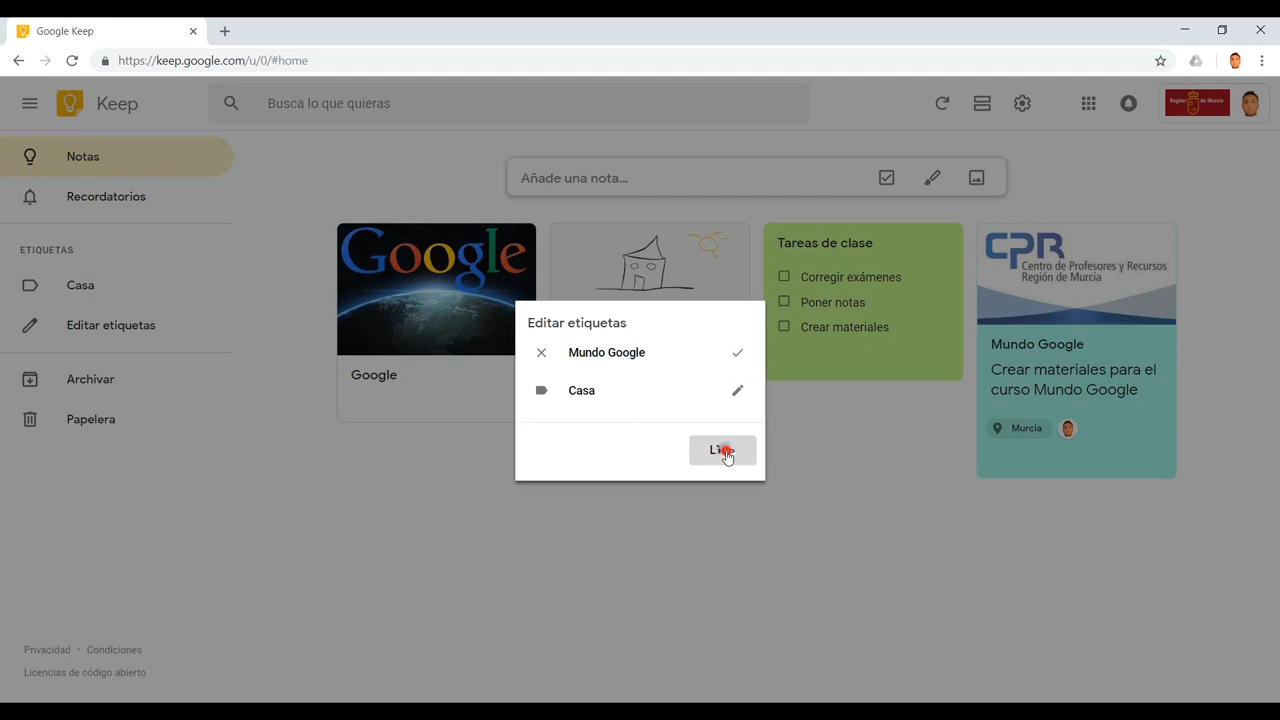 Google Keep
https://keep.google.com/u/0/#home
Keep
Busca lo que quieras
Región de Murcia
Notas
Recordatorios
ETIQUETAS
Casa
Editar etiquetas
Archivar
Papelera
Añade una nota...
Google
Google
Tareas de clase
Corregir exámenes
Poner notas
Crear materiales
CPR
Centro de Profesores y Recursos
Región de Murcia
Mundo Google
Crear materiales para el
curso Mundo Google
Murcia
Editar etiquetas
Mundo Google
Casa
Privacidad · Condiciones
Licencias de código abierto